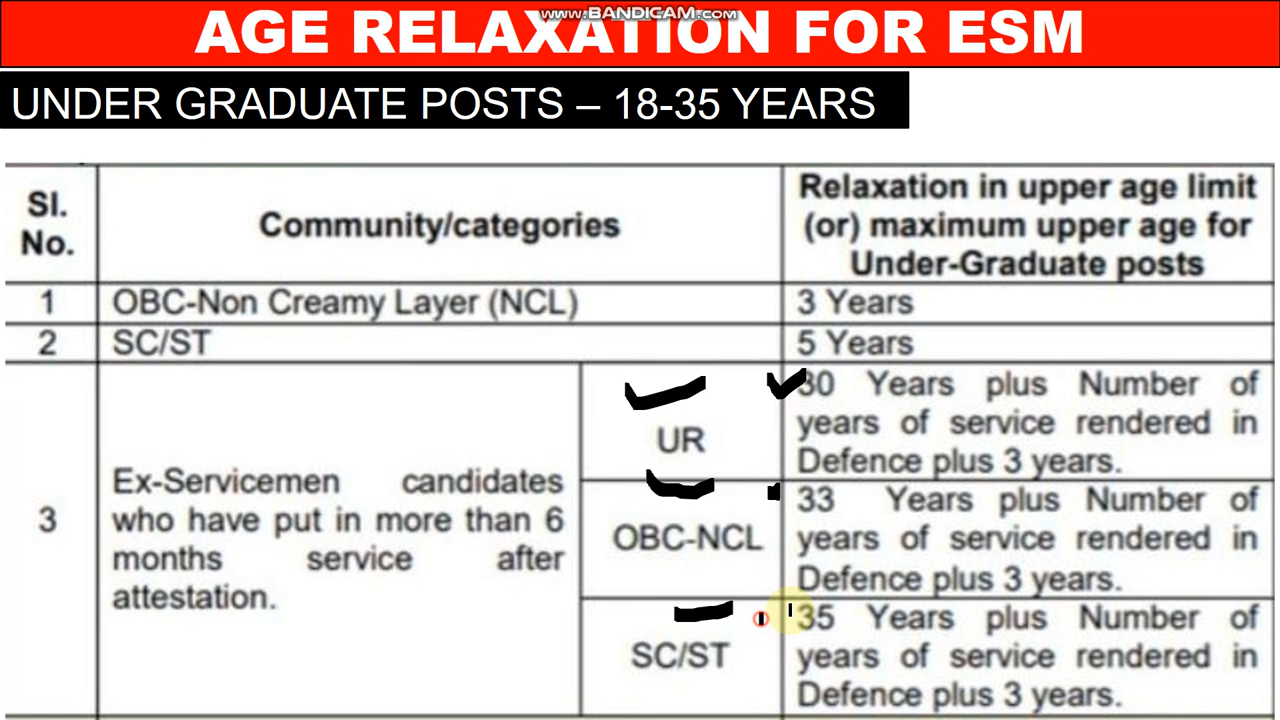 www.BANDICAM.com
AGE RELAXATION FOR ESM
UNDER GRADUATE POSTS – 18-35 YEARS
Sl.
No.
Community/categories
Relaxation in upper age limit
(or) maximum upper age for
Under-Graduate posts
1
OBC-Non Creamy Layer (NCL)
3 Years
2
SC/ST
5 Years
3
Ex-Servicemen candidates
who have put in more than 6
months service after
attestation.
UR
30 Years plus Number of
years of service rendered in
Defence plus 3 years.
OBC-NCL
33 Years plus Number of
years of service rendered in
Defence plus 3 years.
SC/ST
35 Years plus Number of
years of service rendered in
Defence plus 3 years.